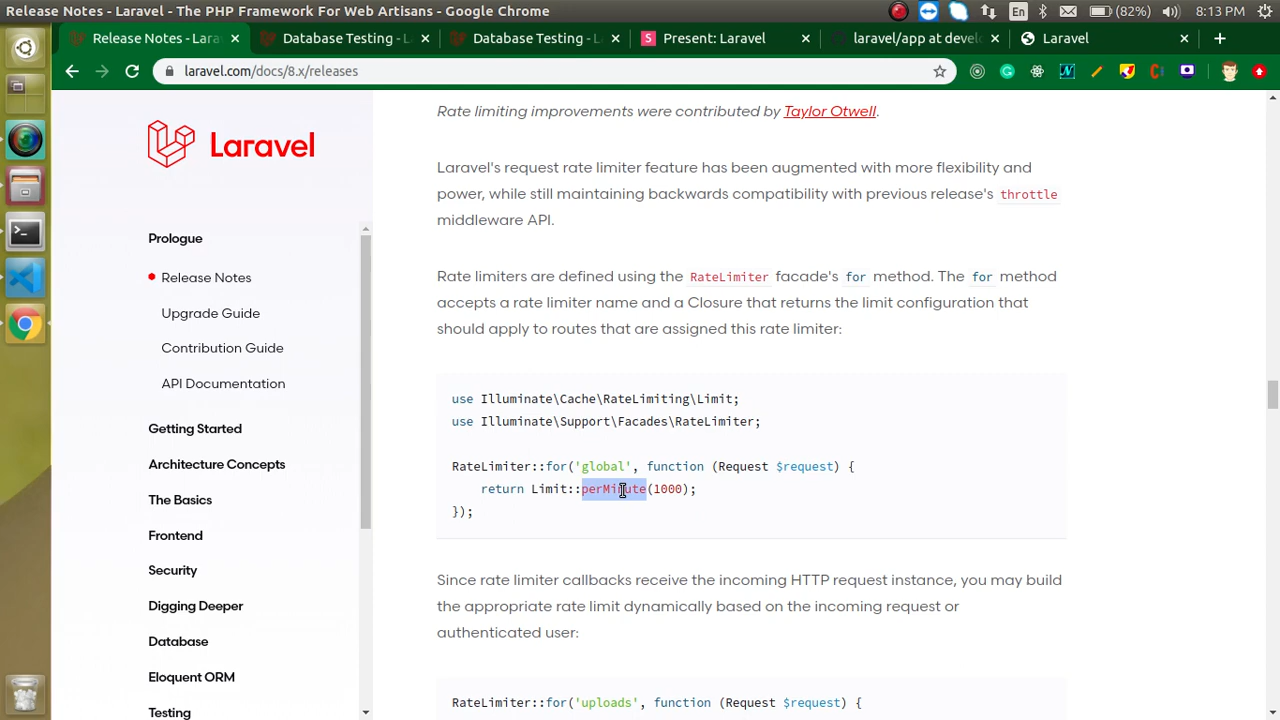 Release Notes - Laravel - The PHP Framework For Web Artisans - Google Chrome
En
(82%)
8:13 PM
Release Notes - Lara
Database Testing - L
Database Testing - L
Present: Laravel
laravel/app at devel
Laravel
laravel.com/docs/8.x/releases
Laravel
Prologue
Release Notes
Upgrade Guide
Contribution Guide
API Documentation
Getting Started
Architecture Concepts
The Basics
Frontend
Security
Digging Deeper
Database
Eloquent ORM
Testing
Rate limiting improvements were contributed by Taylor Otwell.
Laravel's request rate limiter feature has been augmented with more flexibility and
power, while still maintaining backwards compatibility with previous release's throttle
middleware API.
Rate limiters are defined using the RateLimiter facade's for method. The for method
accepts a rate limiter name and a Closure that returns the limit configuration that
should apply to routes that are assigned this rate limiter:
use Illuminate\Cache\RateLimiting\Limit;
use Illuminate\Support\Facades\RateLimiter;
RateLimiter::for('global', function (Request $request) {
return Limit::perMinute(1000);
});
Since rate limiter callbacks receive the incoming HTTP request instance, you may build
the appropriate rate limit dynamically based on the incoming request or
authenticated user:
RateLimiter::for('uploads', function (Request $request) {